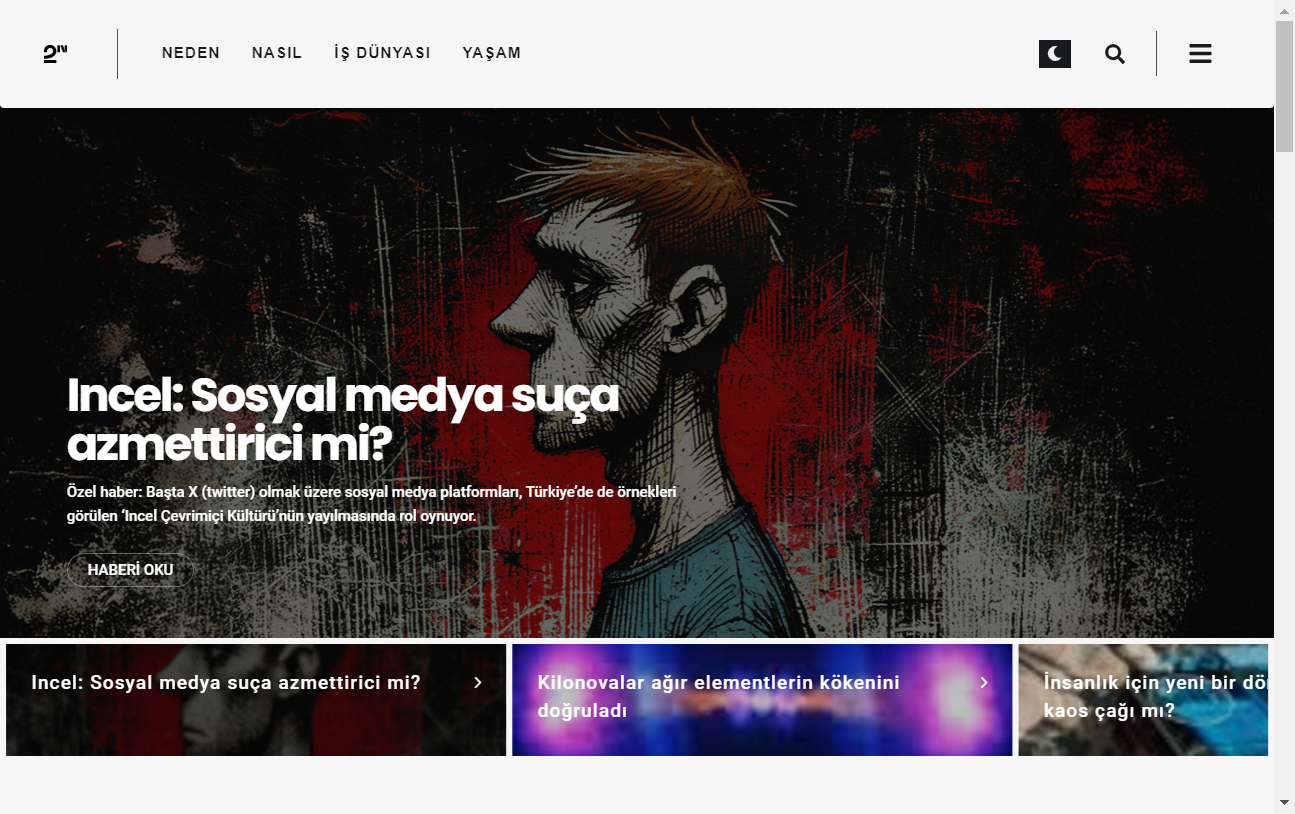 2N
NEDEN NASIL İŞ DÜNYASI YAŞAM
Incel: Sosyal medya suça
azmettirici mi?
Özel haber: Başta X (twitter) olmak üzere sosyal medya platformları, Türkiye’de de örnekleri
görülen ‘Incel Çevrimiçi Kültürü’nün yayılmasında rol oynuyor.
HABERİ OKU
Incel: Sosyal medya suça azmettirici mi?
Kilonovalar ağır elementlerin kökenini
doğruladı
İnsanlık için yeni bir
kaos çağı mı?